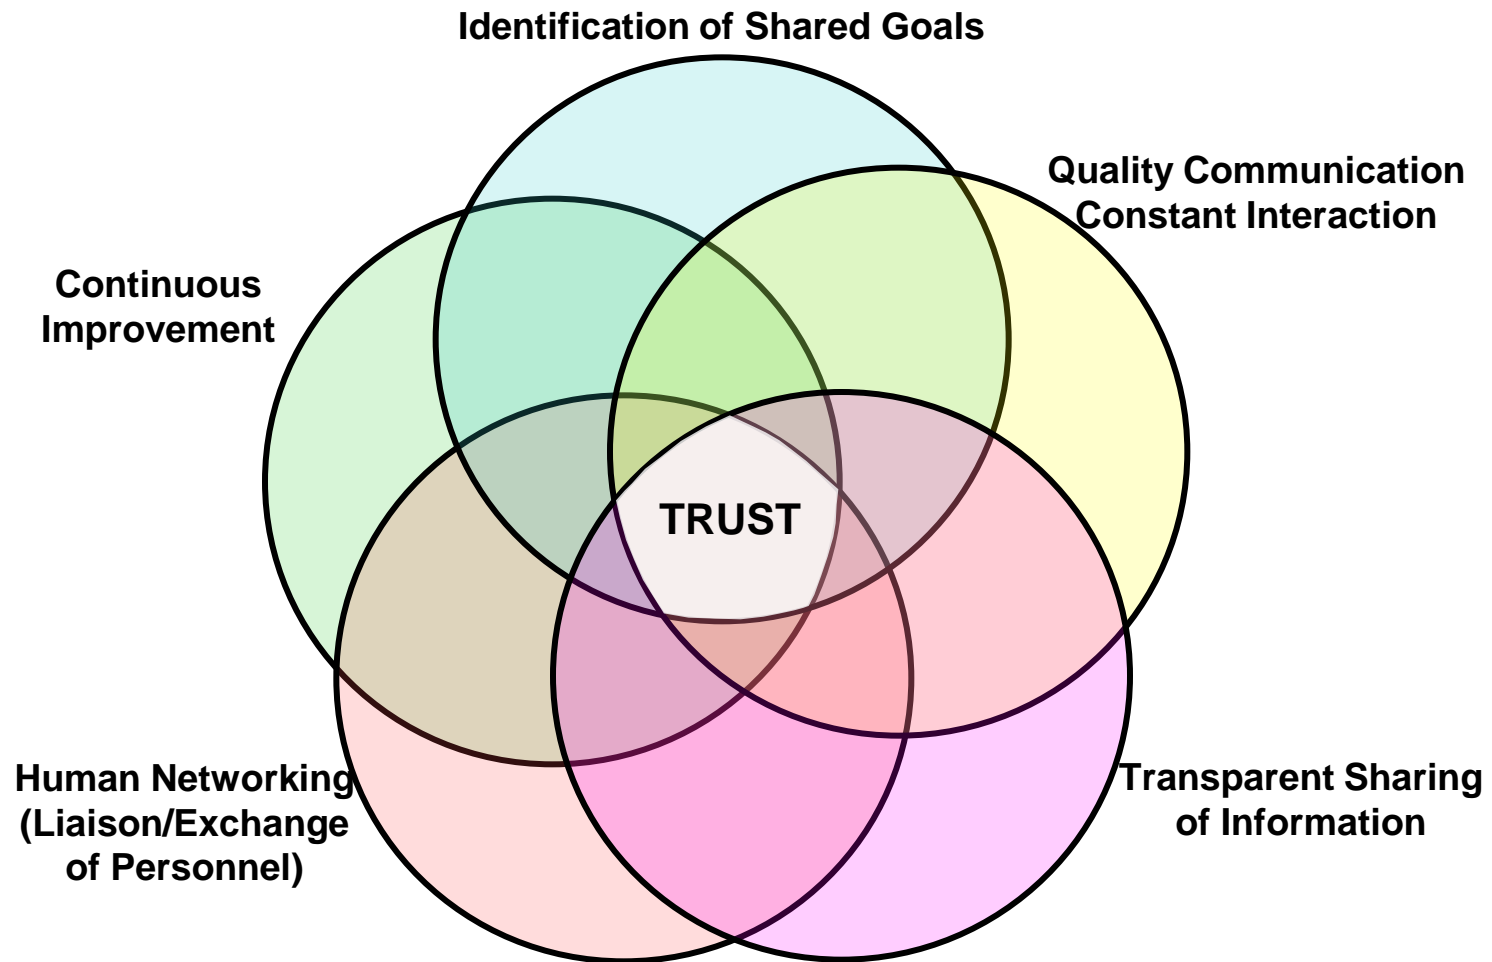 Identification of Shared Goals
Quality Communication
Constant Interaction
Continuous
Improvement
TRUST
Human Networking
(Liaison/Exchange
of Personnel)
Transparent Sharing
of Information